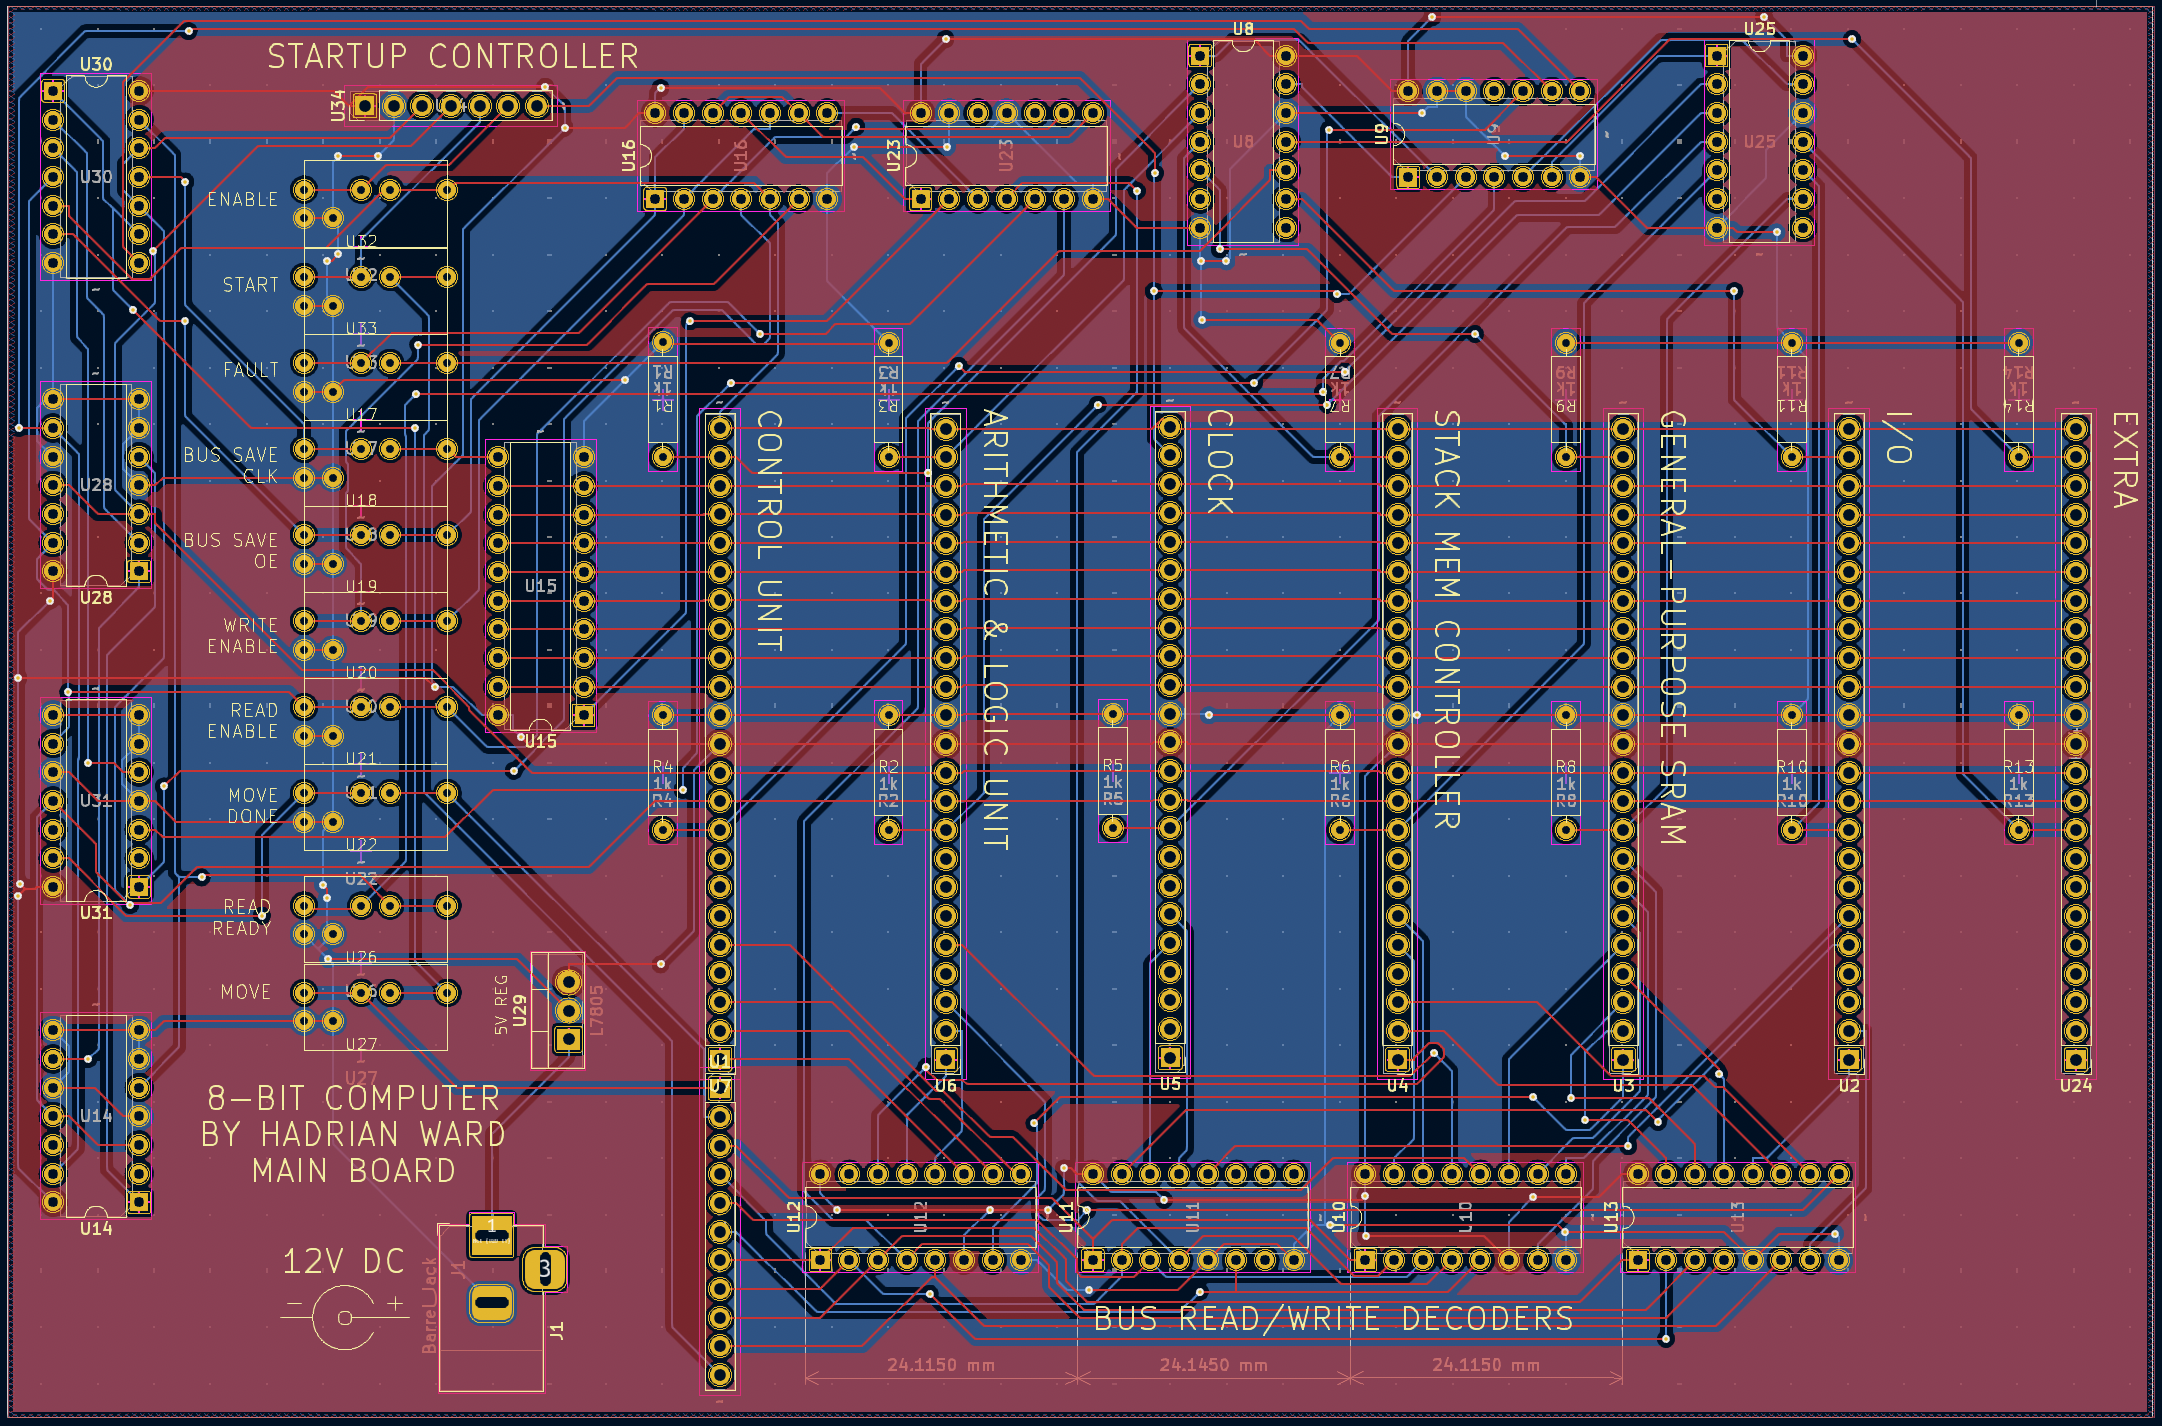 STARTUP CONTROLLER
U30
U30
U34
U16
U16
U23
U23
U8
U8
U9
U9
U25
U25
ENABLE
U32
START
U33
FAULT
U17
BUS SAVE
CLK
U18
BUS SAVE
OE
U19
WRITE
ENABLE
U20
READ
ENABLE
U21
MOVE
DONE
U22
U22
READ
READY
U26
MOVE
U27
U27
U28
U28
U31
U31
U14
U14
U15
U15
R1
1k
R1
R3
1k
R3
R7
1k
R7
R9
1k
R9
R11
1k
R11
R14
1k
R14
CONTROL UNIT
ARITHMETIC & LOGIC UNIT
CLOCK
STACK MEM CONTROLLER
GENERAL-PURPOSE SRAM
I/O
EXTRA
R4
1k
R4
R2
1k
R2
R5
1k
R5
R6
1k
R6
R8
1k
R8
R10
1k
R10
R13
1k
R13
5V REG
U29
L7805
U1
U6
U5
U4
U3
U2
U24
8-BIT COMPUTER
BY HADRIAN WARD
MAIN BOARD
12V DC
- +
Barrel_Jack
J1
J1
1
3
U12
U12
U11
U11
U10
U10
U13
U13
BUS READ/WRITE DECODERS
24.1150 mm
24.1450 mm
24.1150 mm